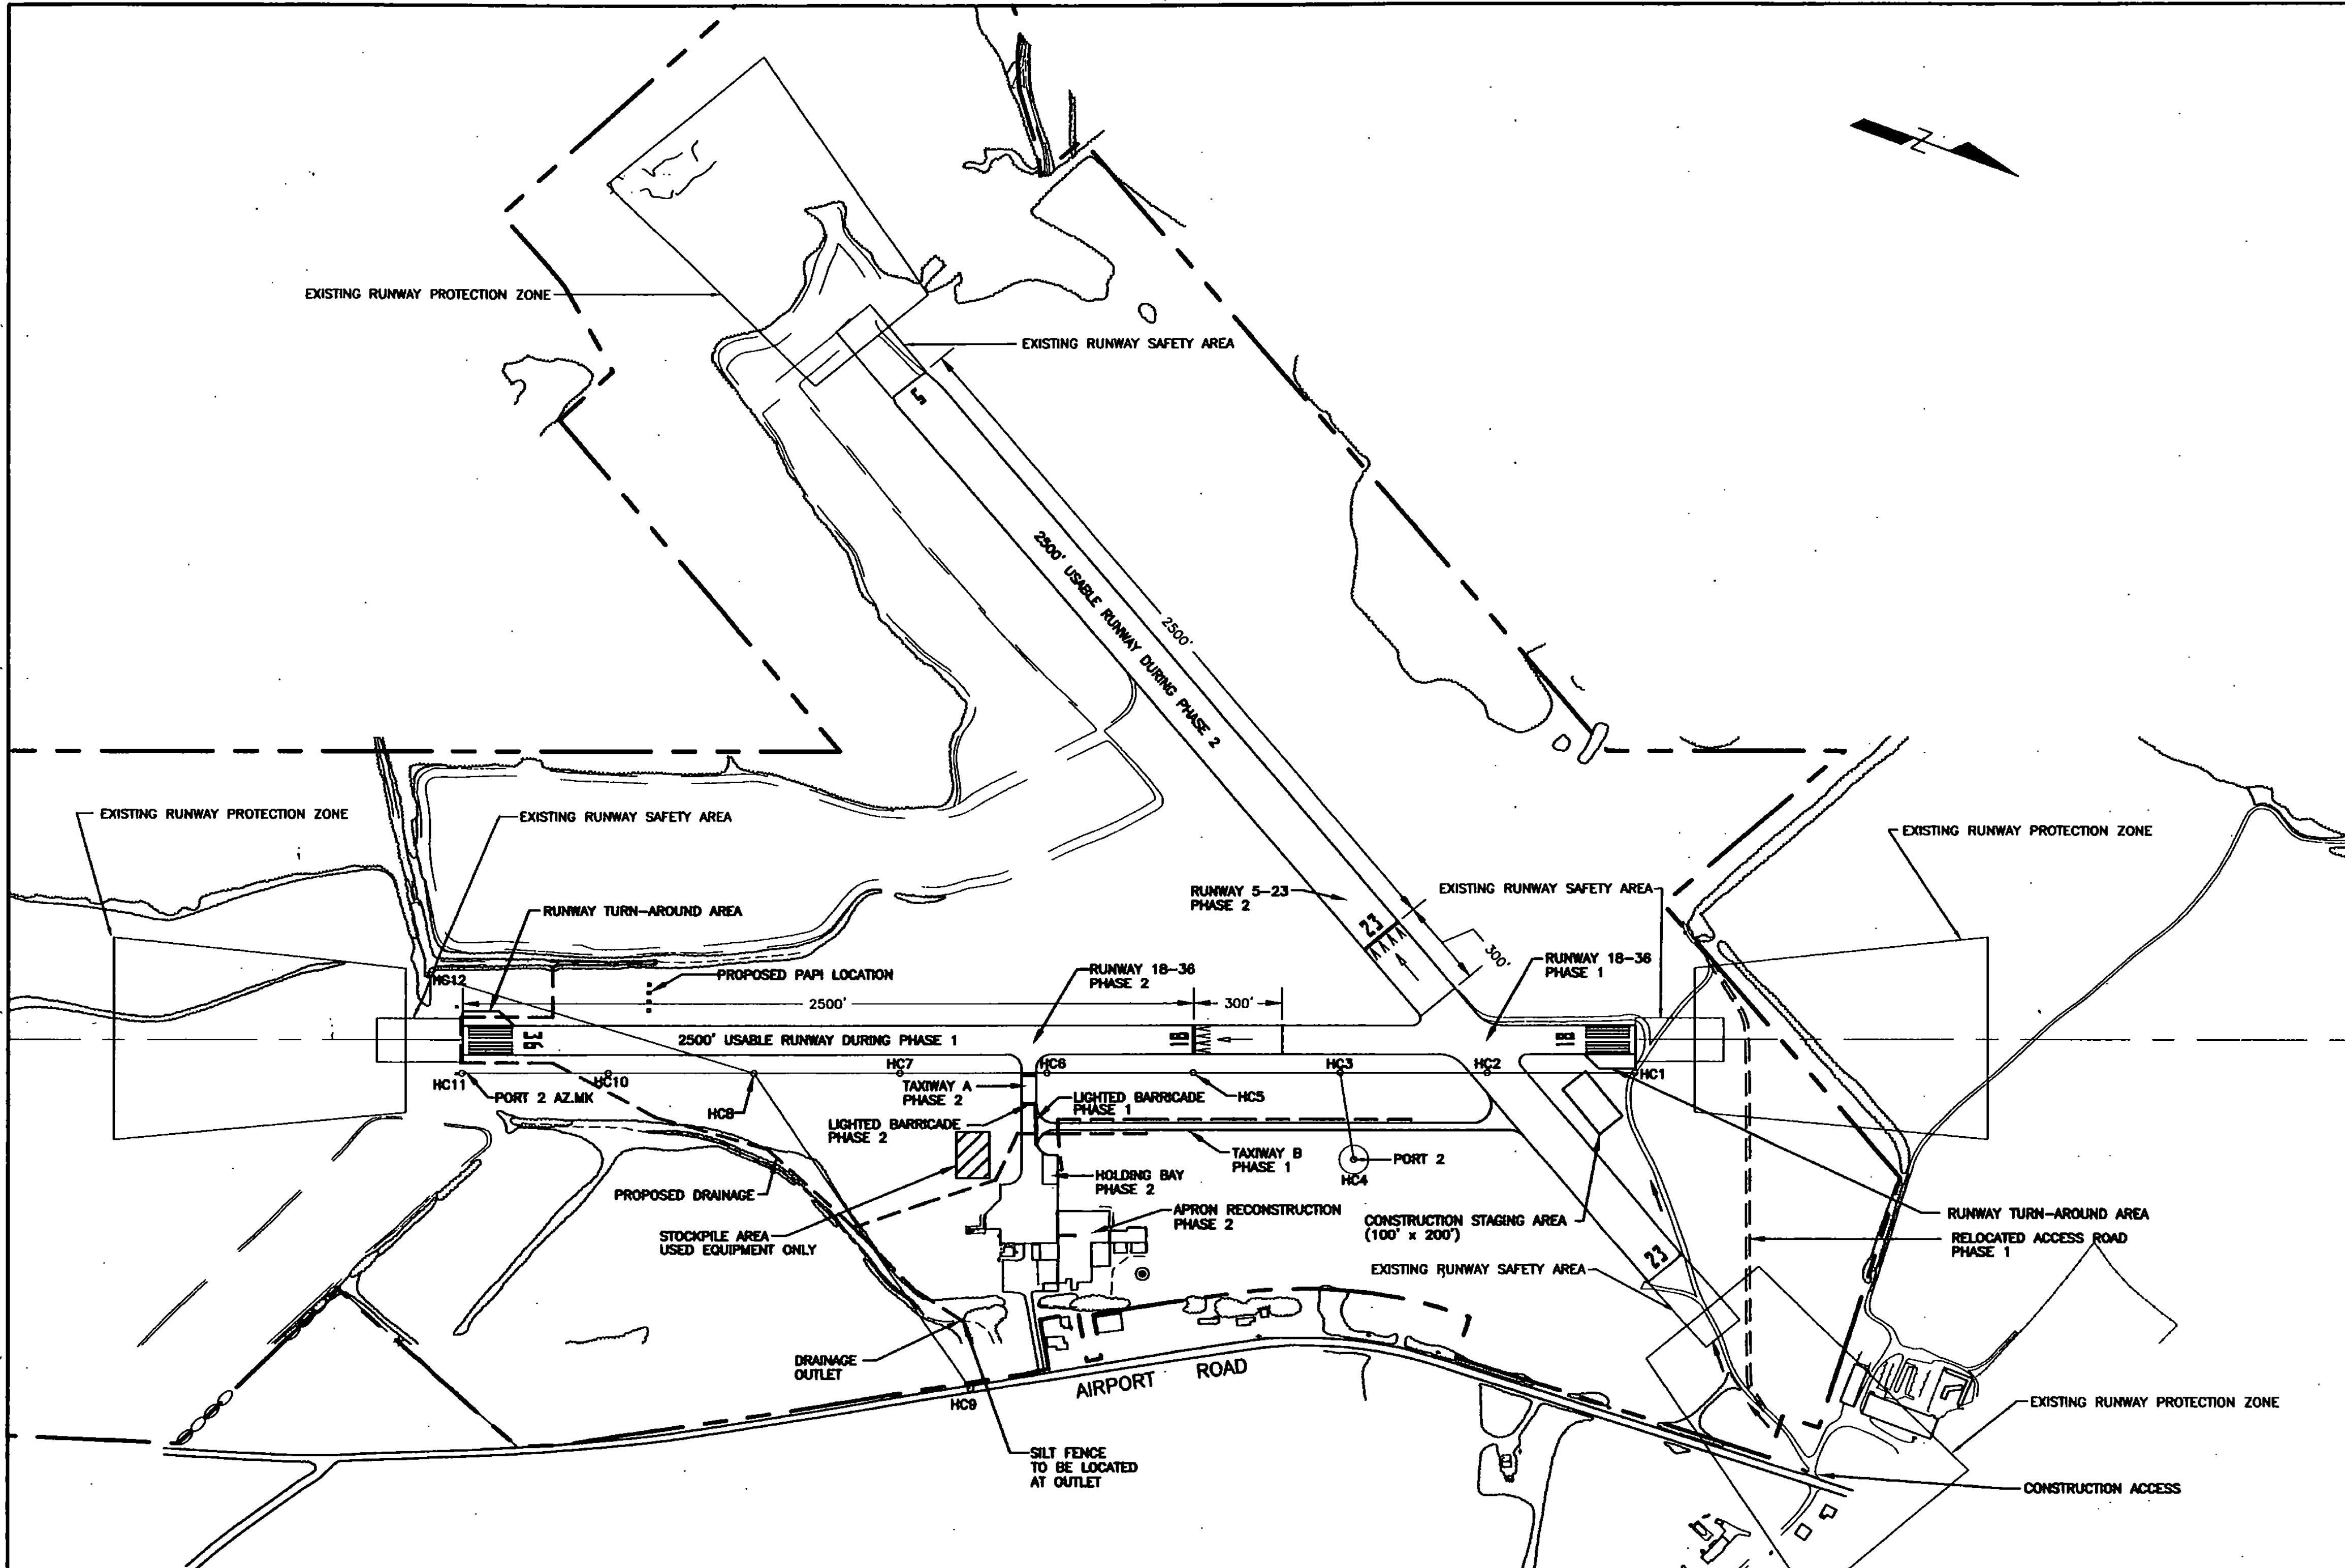 Z
EXISTING RUNWAY PROTECTION ZONE
EXISTING RUNWAY SAFETY AREA
5
2500' USABLE RUNWAY DURING PHASE 2
2500'
EXISTING RUNWAY PROTECTION ZONE
EXISTING RUNWAY SAFETY AREA
EXISTING RUNWAY PROTECTION ZONE
RUNWAY 5-23
PHASE 2
EXISTING RUNWAY SAFETY AREA
RUNWAY TURN-AROUND AREA
23
300'
RUNWAY 18-36
PHASE 1
HC12
PROPOSED PAPI LOCATION
RUNWAY 18-36
PHASE 2
2500'
300'
36
2500' USABLE RUNWAY DURING PHASE 1
18
18
HC11
HC10
HC7
HC6
HC3
HC2
HC1
PORT 2 AZ.MK
HC8
TAXIWAY A
PHASE 2
LIGHTED BARRICADE
PHASE 1
HC5
LIGHTED BARRICADE
PHASE 2
TAXIWAY B
PHASE 1
PORT 2
HC4
HOLDING BAY
PHASE 2
PROPOSED DRAINAGE
STOCKPILE AREA
USED EQUIPMENT ONLY
APRON RECONSTRUCTION
PHASE 2
CONSTRUCTION STAGING AREA
(100' x 200')
RUNWAY TURN-AROUND AREA
RELOCATED ACCESS ROAD
PHASE 1
23
EXISTING RUNWAY SAFETY AREA
DRAINAGE
OUTLET
AIRPORT ROAD
HC9
EXISTING RUNWAY PROTECTION ZONE
SILT FENCE
TO BE LOCATED
AT OUTLET
CONSTRUCTION ACCESS